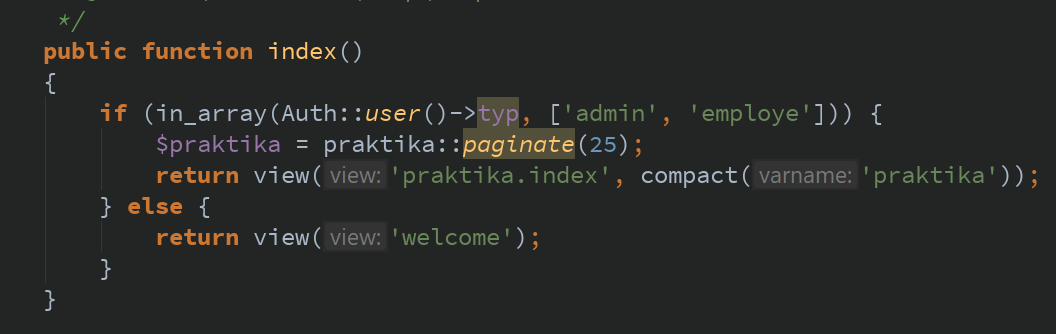 */
public function index()
{
if (in_array(Auth::user()->typ, ['admin', 'employe'])) {
$praktika = praktika::paginate(25);
return view( view: 'praktika.index', compact( varname: 'praktika'));
} else {
return view( view: 'welcome');
}
}